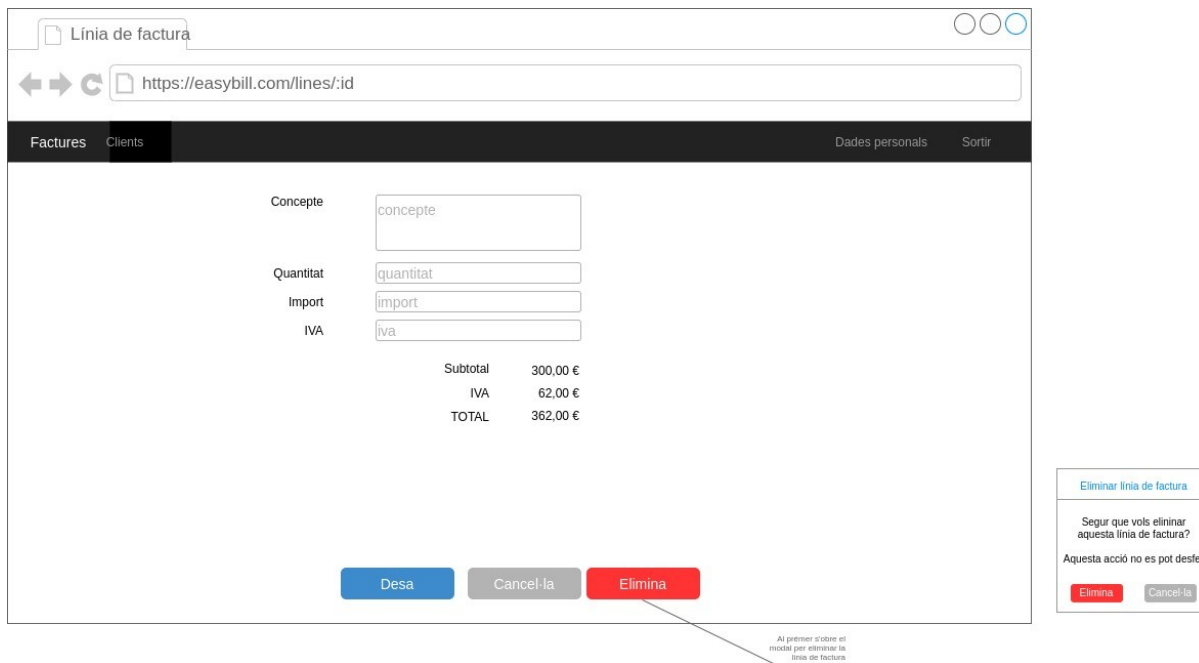 Línia de factura
https://easybill.com/lines/:id
Factures Clients Dades personals Sortir
Concepte concepte
Quantitat quantitat
Import import
IVA iva
Subtotal 300,00 €
IVA 62,00 €
TOTAL 362,00 €
Desa Cancel·la Elimina
Al prémer s'obre el
modal per eliminar la
línia de factura
Eliminar línia de factura
Segur que vols elininar
aquesta línia de factura?
Aquesta acció no es pot desfe
Elimina Cancel·la